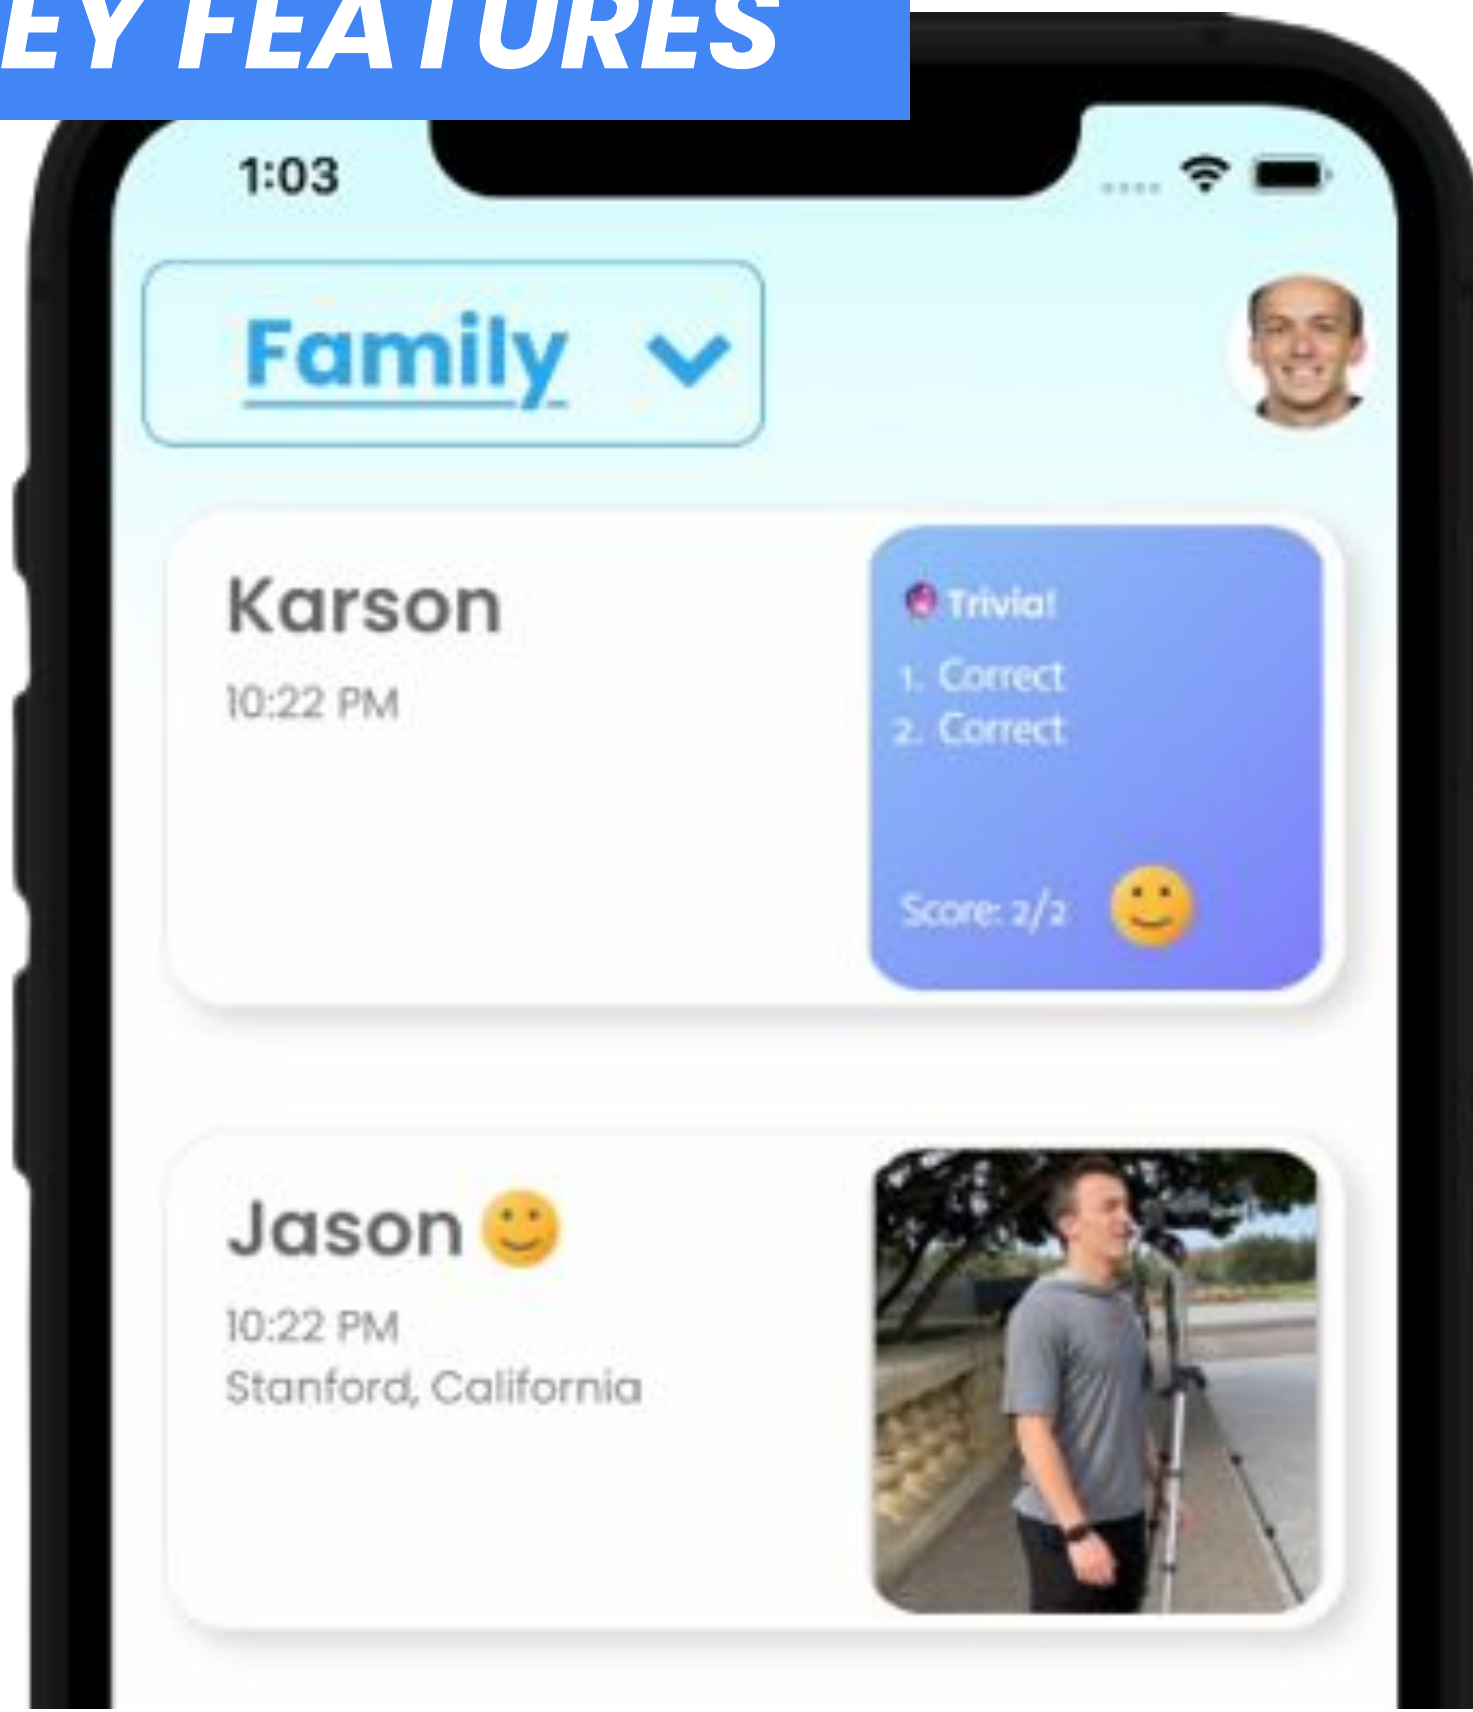 EY FEATURES
1:03
Family
Karson
10:22 PM
Trivia!
1. Correct
2. Correct
Score: 2/2
Jason
10:22 PM
Stanford, California